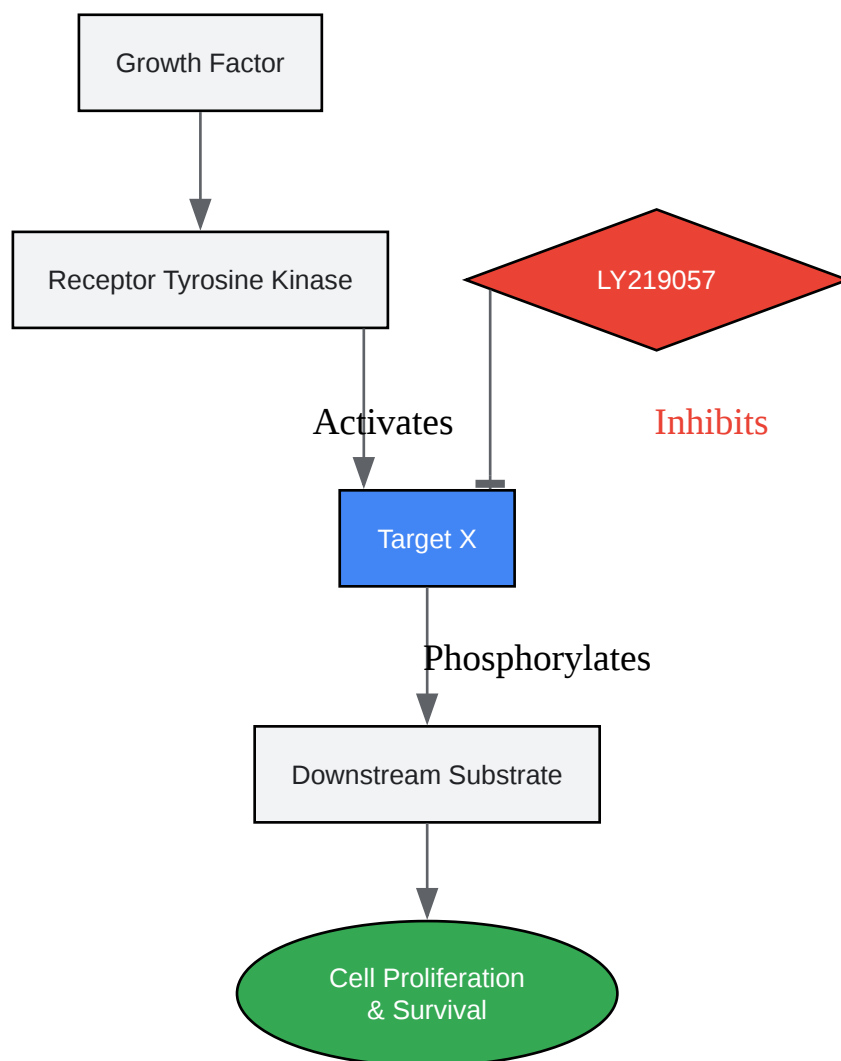 Growth Factor
Receptor Tyrosine Kinase
LY219057
Activates
Inhibits
Target X
Phosphorylates
Downstream Substrate
Cell Proliferation
& Survival